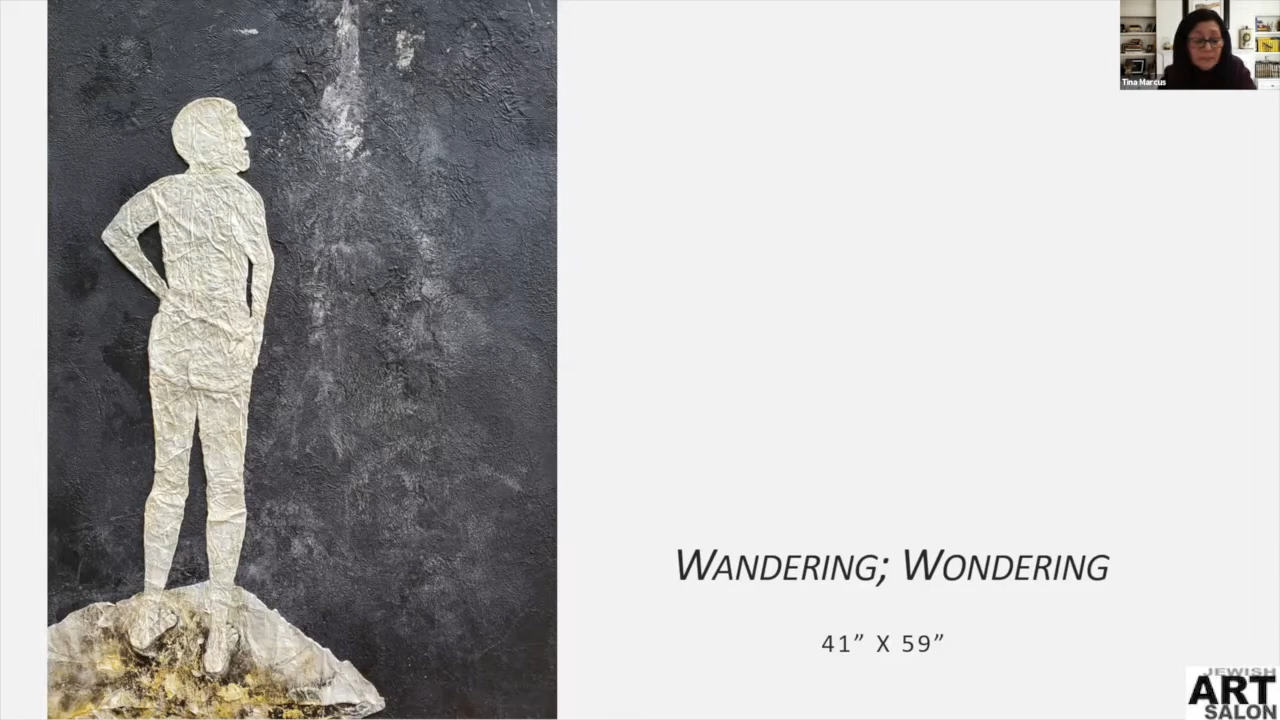 Tina Marcus
WANDERING; WONDERING
41” X 59”
JEWISH
ART
SALON